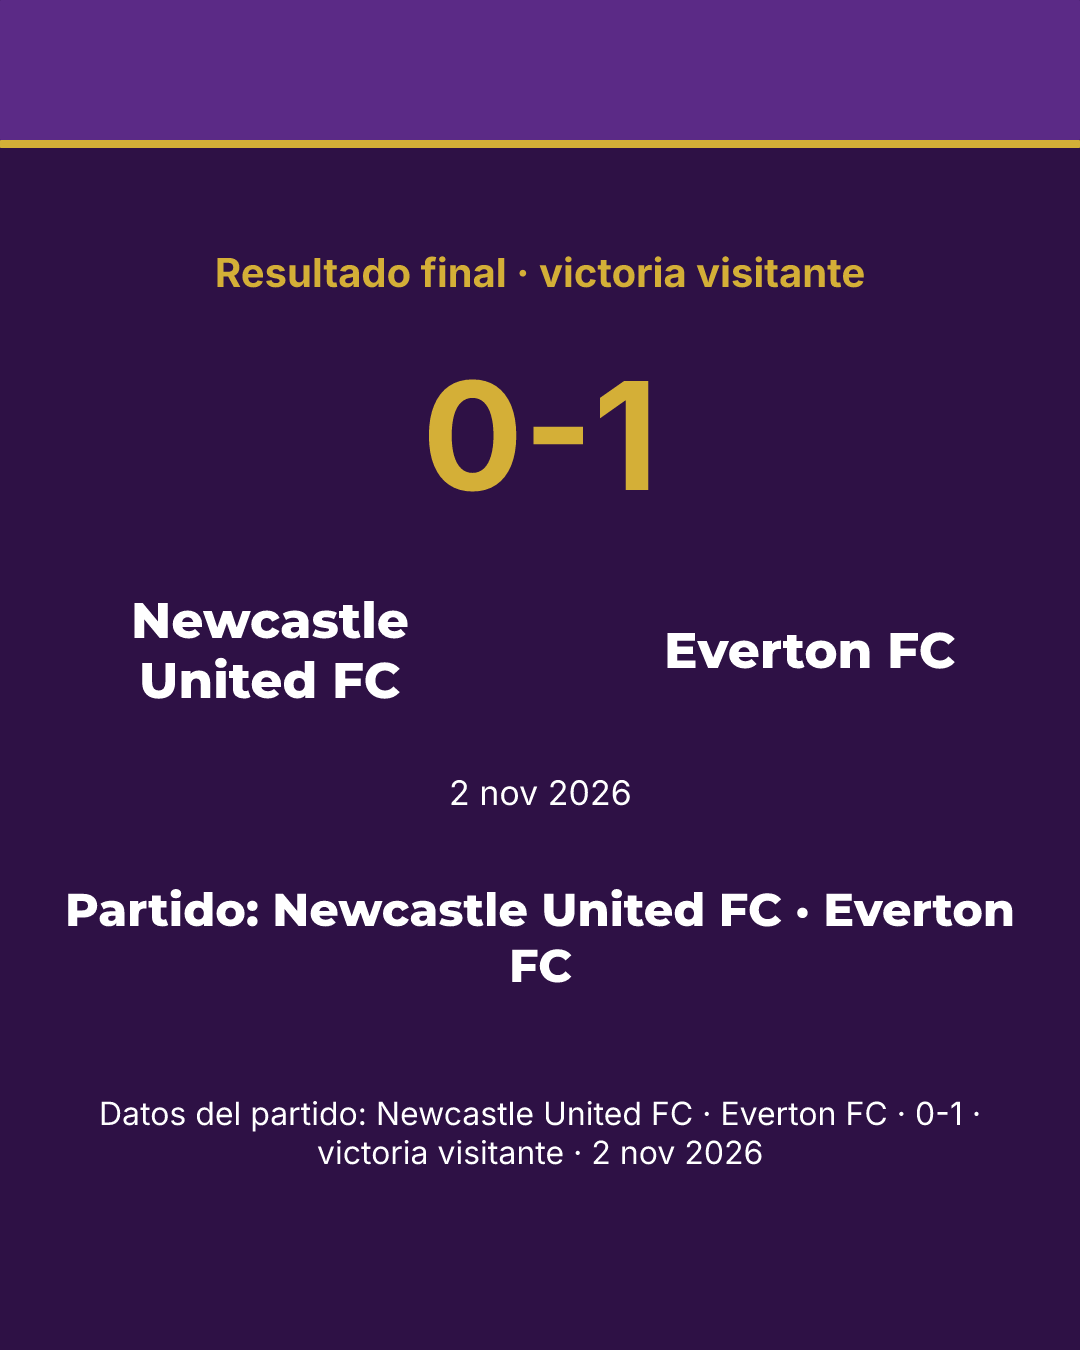 Resultado final · victoria visitante
0-1
Newcastle
United FC
Everton FC
2 nov 2026
Partido: Newcastle United FC · Everton
FC
Datos del partido: Newcastle United FC · Everton FC · 0-1 ·
victoria visitante · 2 nov 2026